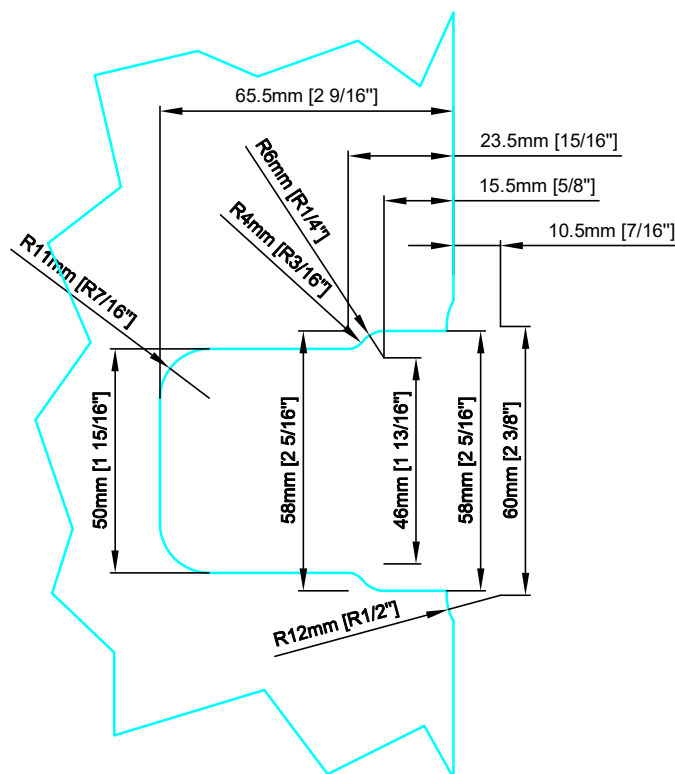 65.5mm [2 9/16"]
23.5mm [15/16"]
R6mm [R1/4"]
15.5mm [5/8"]
R4mm [R3/16"]
10.5mm [7/16"]
R11mm [R7/16"]
50mm [1 15/16"]
58mm [2 5/16"]
46mm [1 13/16"]
58mm [2 5/16"]
60mm [2 3/8"]
R12mm [R1/2"]